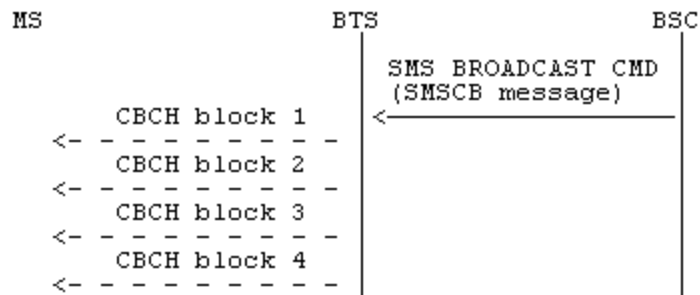 MS BTS BSC
SMS BROADCAST CMD
(SMSCB message)
CBCH block 1
CBCH block 2
CBCH block 3
CBCH block 4